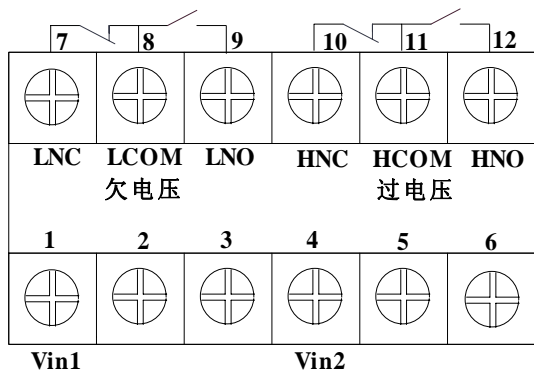 7 8 9 10 11 12
LNC LCOM LNO HNC HCOM HNO
欠电压 过电压
1 2 3 4 5 6
Vin1 Vin2